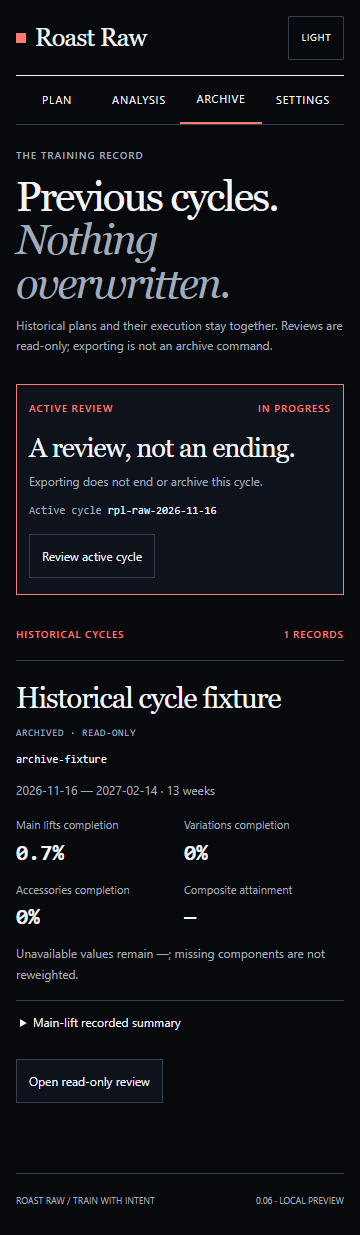 Roast Raw
LIGHT
PLAN ANALYSIS ARCHIVE SETTINGS
THE TRAINING RECORD
Previous cycles.
Nothing
overwritten.
Historical plans and their execution stay together. Reviews are
read-only; exporting is not an archive command.
ACTIVE REVIEW IN PROGRESS
A review, not an ending.
Exporting does not end or archive this cycle.
Active cycle rpl-raw-2026-11-16
Review active cycle
HISTORICAL CYCLES 1 RECORDS
Historical cycle fixture
ARCHIVED · READ-ONLY
archive-fixture
2026-11-16 — 2027-02-14 · 13 weeks
Main lifts completion Variations completion
0.7% 0%
Accessories completion Composite attainment
0% —
Unavailable values remain —; missing components are not
reweighted.
Main-lift recorded summary
Open read-only review
ROAST RAW / TRAIN WITH INTENT 0.06 · LOCAL PREVIEW